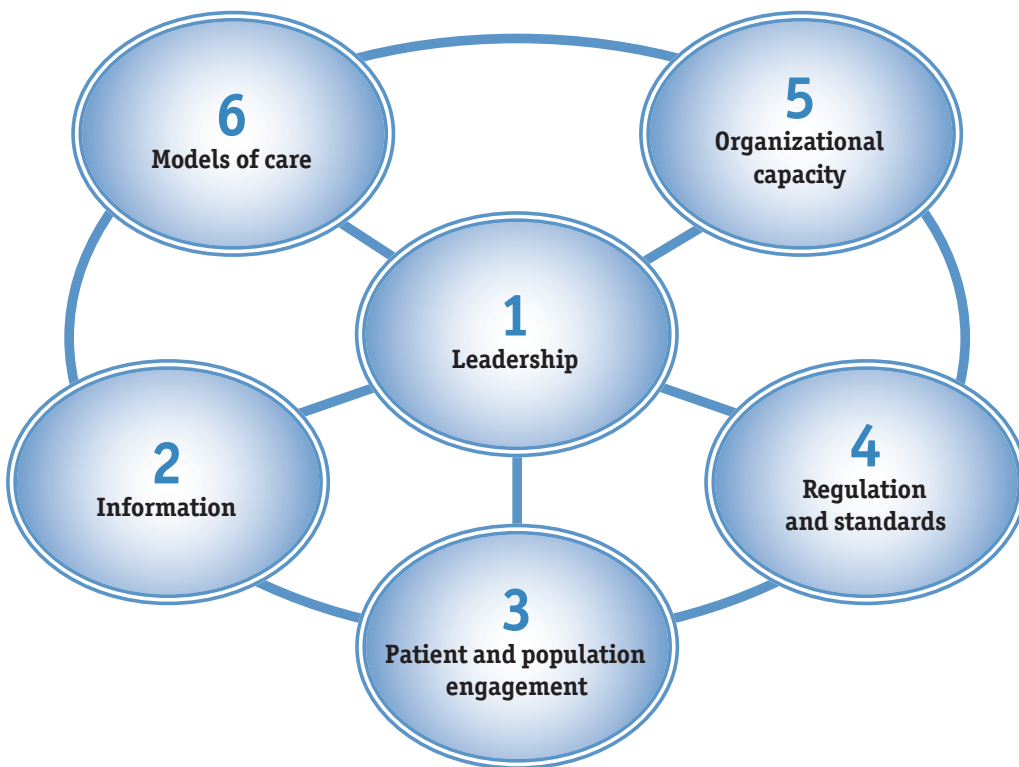 6
Models of care
5
Organizational
capacity
1
Leadership
2
Information
4
Regulation
and standards
3
Patient and population
engagement